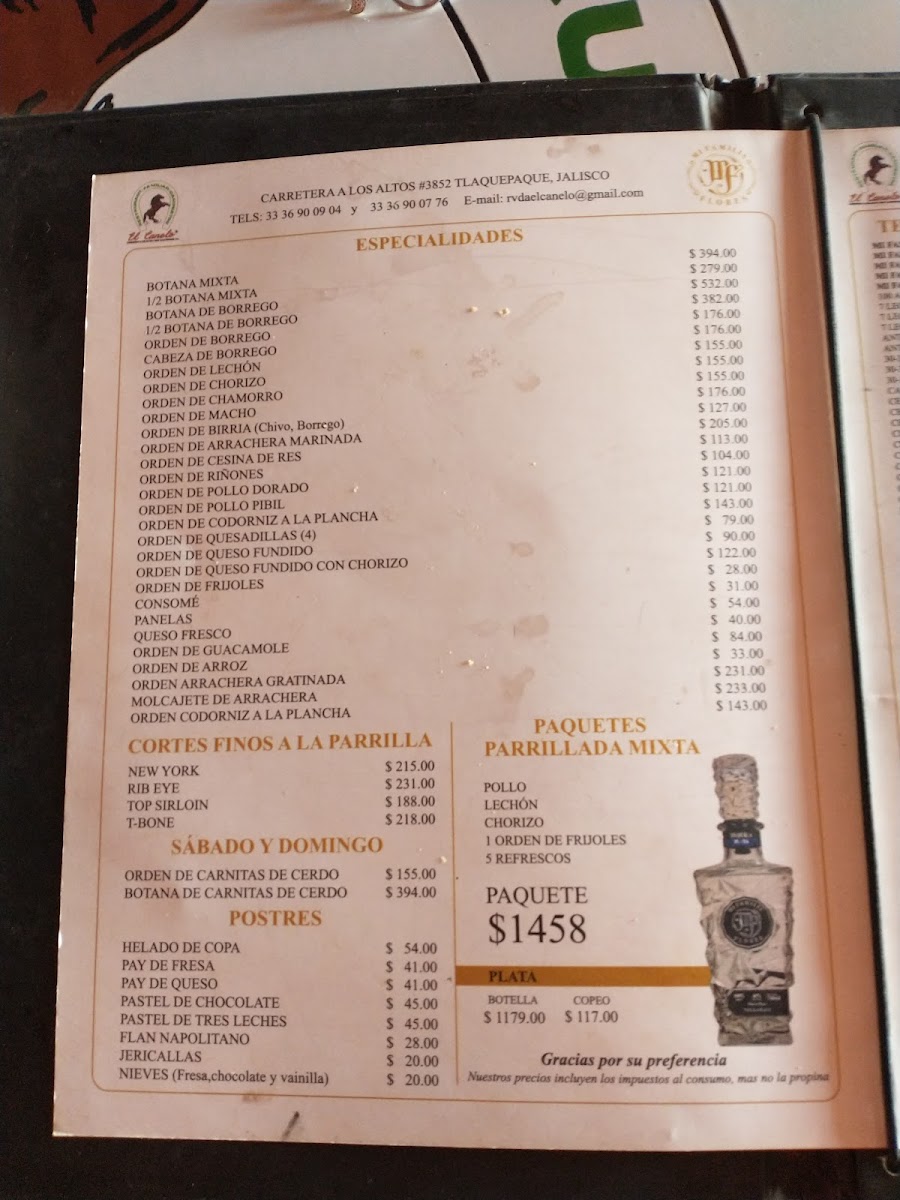 CARRETERA A LOS ALTOS #3852 TLAQUEPAQUE, JALISCO
TELS: 33 36 90 09 04 y 33 36 90 07 76 E-mail: rvdaelcanelo@gmail.com
El Canelo
MI FAMILIA
MF
FLORES
ESPECIALIDADES
BOTANA MIXTA $ 394.00
1/2 BOTANA MIXTA $ 279.00
BOTANA DE BORREGO $ 532.00
1/2 BOTANA DE BORREGO $ 382.00
ORDEN DE BORREGO $ 176.00
CABEZA DE BORREGO $ 176.00
ORDEN DE LECHÓN $ 155.00
ORDEN DE CHORIZO $ 155.00
ORDEN DE CHAMORRO $ 155.00
ORDEN DE MACHO $ 176.00
ORDEN DE BIRRIA (Chivo, Borrego) $ 127.00
ORDEN DE ARRACHERA MARINADA $ 205.00
ORDEN DE CESINA DE RES $ 113.00
ORDEN DE RIÑONES $ 104.00
ORDEN DE POLLO DORADO $ 121.00
ORDEN DE POLLO PIBIL $ 121.00
ORDEN DE CODORNIZ A LA PLANCHA $ 143.00
ORDEN DE QUESADILLAS (4) $ 79.00
ORDEN DE QUESO FUNDIDO $ 90.00
ORDEN DE QUESO FUNDIDO CON CHORIZO $ 122.00
ORDEN DE FRIJOLES $ 28.00
CONSOMÉ $ 31.00
PANELAS $ 54.00
QUESO FRESCO $ 40.00
ORDEN DE GUACAMOLE $ 84.00
ORDEN DE ARROZ $ 33.00
ORDEN ARRACHERA GRATINADA $ 231.00
MOLCAJETE DE ARRACHERA $ 233.00
ORDEN CODORNIZ A LA PLANCHA $ 143.00
CORTES FINOS A LA PARRILLA
NEW YORK $ 215.00
RIB EYE $ 231.00
TOP SIRLOIN $ 188.00
T-BONE $ 218.00
SÁBADO Y DOMINGO
ORDEN DE CARNITAS DE CERDO $ 155.00
BOTANA DE CARNITAS DE CERDO $ 394.00
POSTRES
HELADO DE COPA $ 54.00
PAY DE FRESA $ 41.00
PAY DE QUESO $ 41.00
PASTEL DE CHOCOLATE $ 45.00
PASTEL DE TRES LECHES $ 45.00
FLAN NAPOLITANO $ 28.00
JERICALLAS $ 20.00
NIEVES (Fresa,chocolate y vainilla) $ 20.00
PAQUETES
PARRILLADA MIXTA
POLLO
LECHÓN
CHORIZO
1 ORDEN DE FRIJOLES
5 REFRESCOS
PAQUETE
$1458
PLATA
BOTELLA COPEO
$ 1179.00 $ 117.00
Gracias por su preferencia
Nuestros precios incluyen los impuestos al consumo, mas no la propina